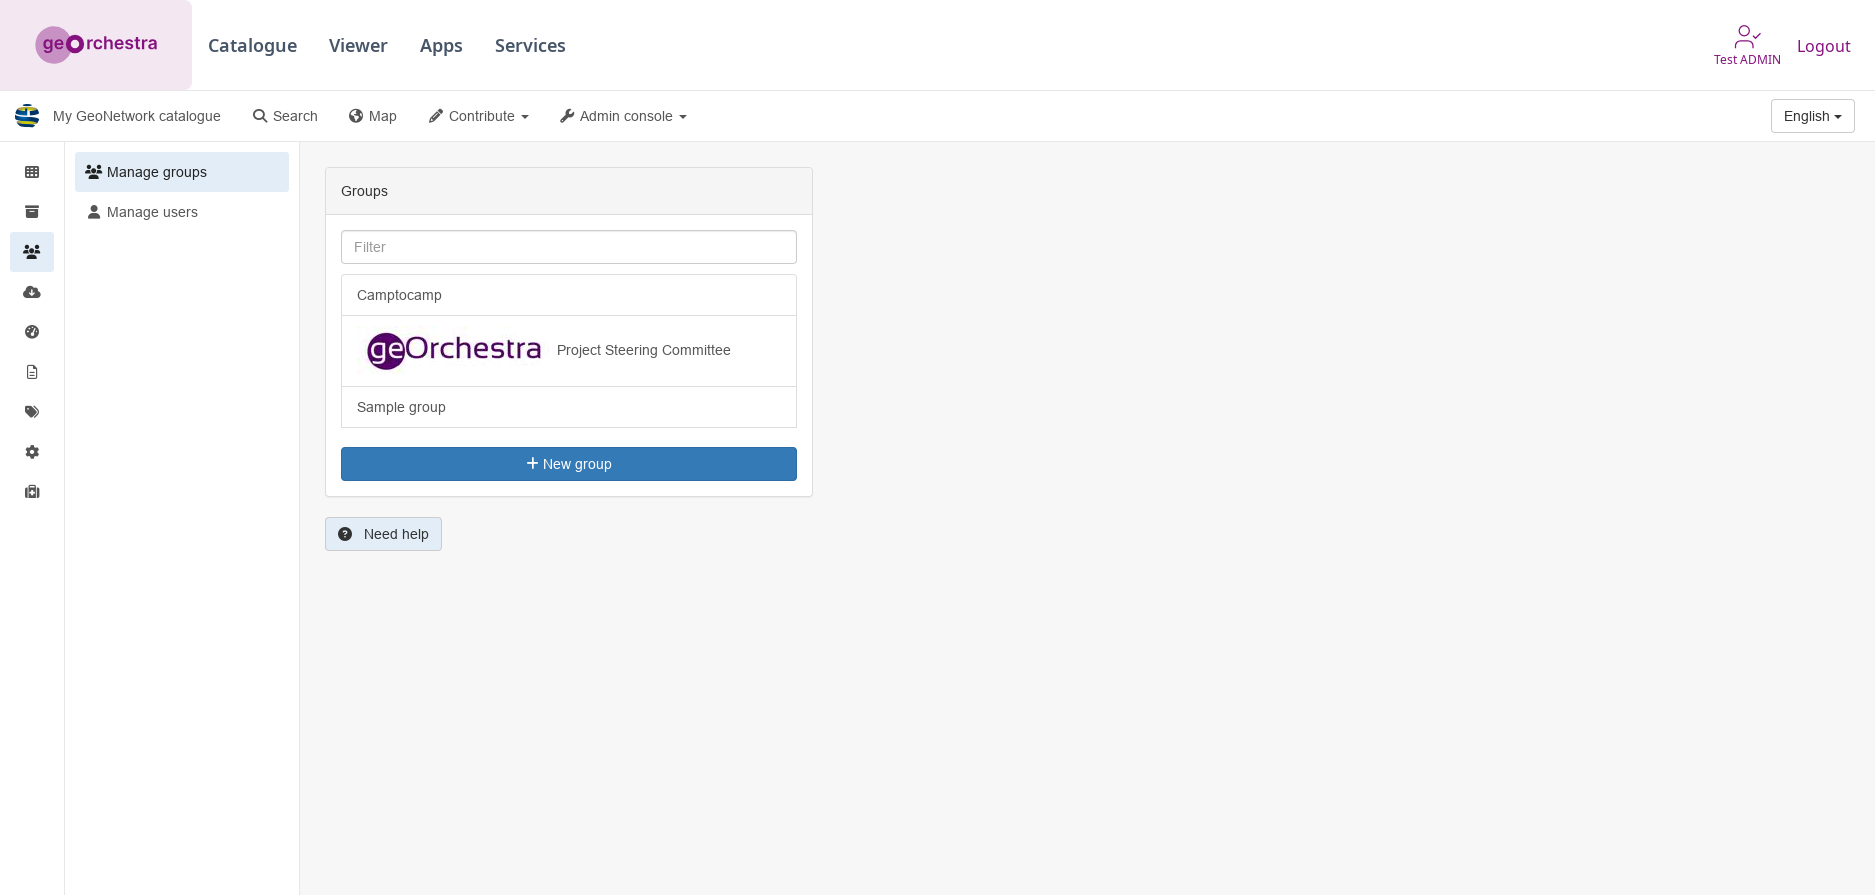 geOrchestra
Catalogue
Viewer
Apps
Services
Test ADMIN
Logout
My GeoNetwork catalogue
Search
Map
Contribute
Admin console
English
Manage groups
Manage users
Groups
Filter
Camptocamp
geOrchestra
Project Steering Committee
Sample group
+ New group
Need help